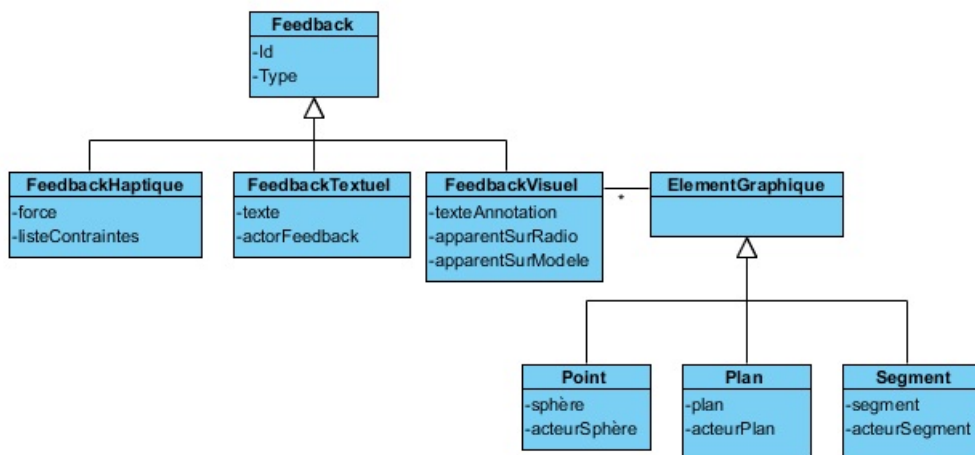 Feedback
-Id
-Type
FeedbackHaptique
-force
-listeContraintes
FeedbackTextuel
-texte
-actorFeedback
FeedbackVisuel
-texteAnnotation
-apparentSurRadio
-apparentSurModele
*
ElementGraphique
Point
-sphère
-acteurSphère
Plan
-plan
-acteurPlan
Segment
-segment
-acteurSegment